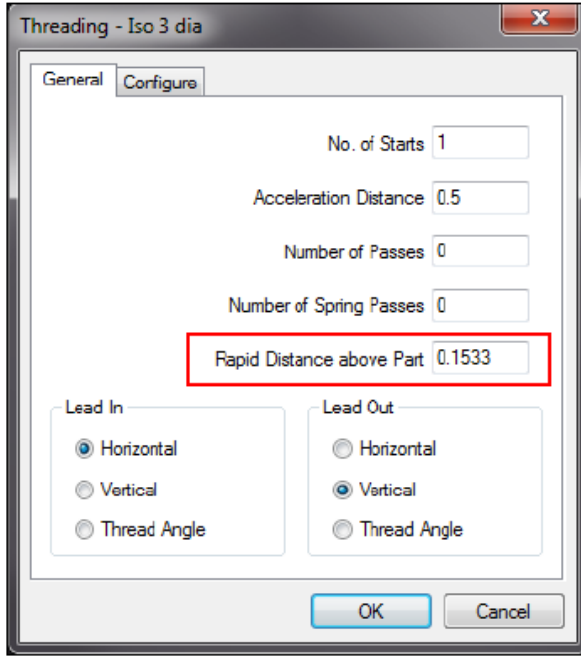 Threading - Iso 3 dia
General Configure
No. of Starts 1
Acceleration Distance 0.5
Number of Passes 0
Number of Spring Passes 0
Rapid Distance above Part 0.1533
Lead In Lead Out
Horizontal Horizontal
Vertical Vertical
Thread Angle Thread Angle
OK Cancel